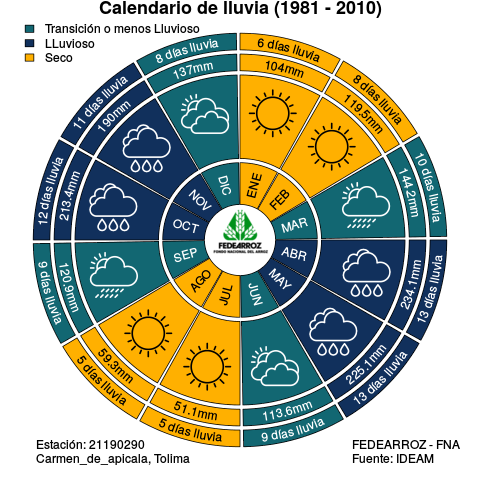 Calendario de lluvia (1981 - 2010)
Transición o menos Lluvioso
LLuvioso
Seco
6 días lluvia
104mm
ENE
8 días lluvia
119.5mm
FEB
10 días lluvia
144.2mm
MAR
13 días lluvia
234.1mm
ABR
13 días lluvia
225.1mm
MAY
9 días lluvia
113.6mm
JUN
5 días lluvia
51.1mm
JUL
5 días lluvia
59.3mm
AGO
9 días lluvia
120.9mm
SEP
12 días lluvia
213.4mm
OCT
11 días lluvia
190mm
NOV
8 días lluvia
137mm
DIC
FEDEARROZ
FONDO NACIONAL DEL ARROZ
Estación: 21190290
Carmen_de_apicala, Tolima
FEDEARROZ - FNA
Fuente: IDEAM